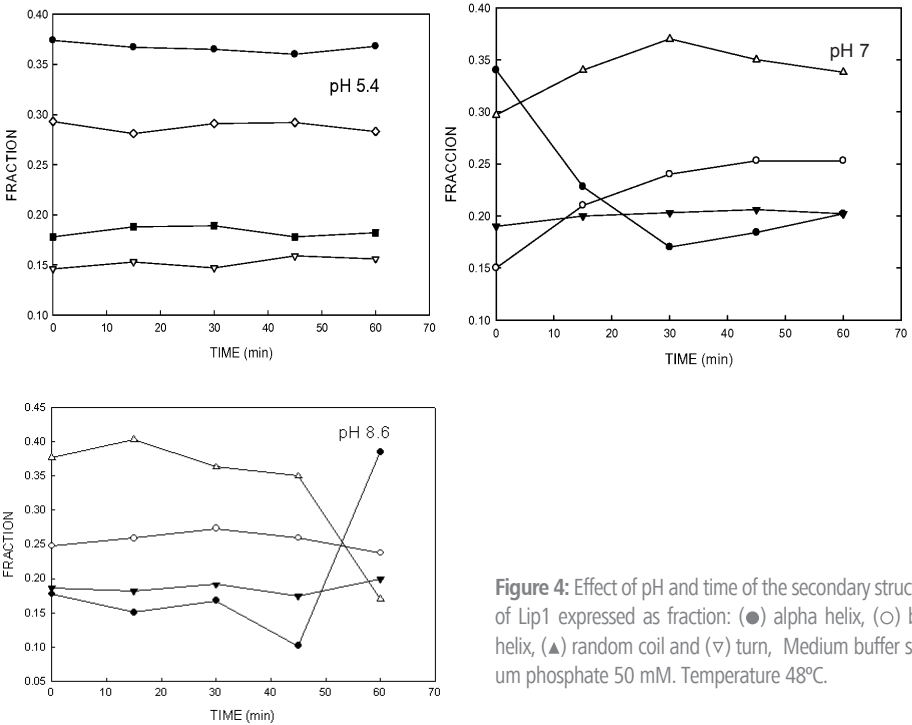 0.40
0.35
0.30
0.25
0.20
0.15
0.10
FRACTION
pH 5.4
0 10 20 30 40 50 60 70
TIME (min)
0.40
0.35
0.30
0.25
0.20
0.15
0.10
FRACCION
pH 7
0 10 20 30 40 50 60 70
TIME (min)
0.45
0.40
0.35
0.30
0.25
0.20
0.15
0.10
0.05
FRACTION
pH 8.6
0 10 20 30 40 50 60 70
TIME (min)
Figure 4: Effect of pH and time of the secondary struc
of Lip1 expressed as fraction: (●) alpha helix, (○) b
helix, (▲) random coil and (▽) turn, Medium buffer s
um phosphate 50 mM. Temperature 48ºC.